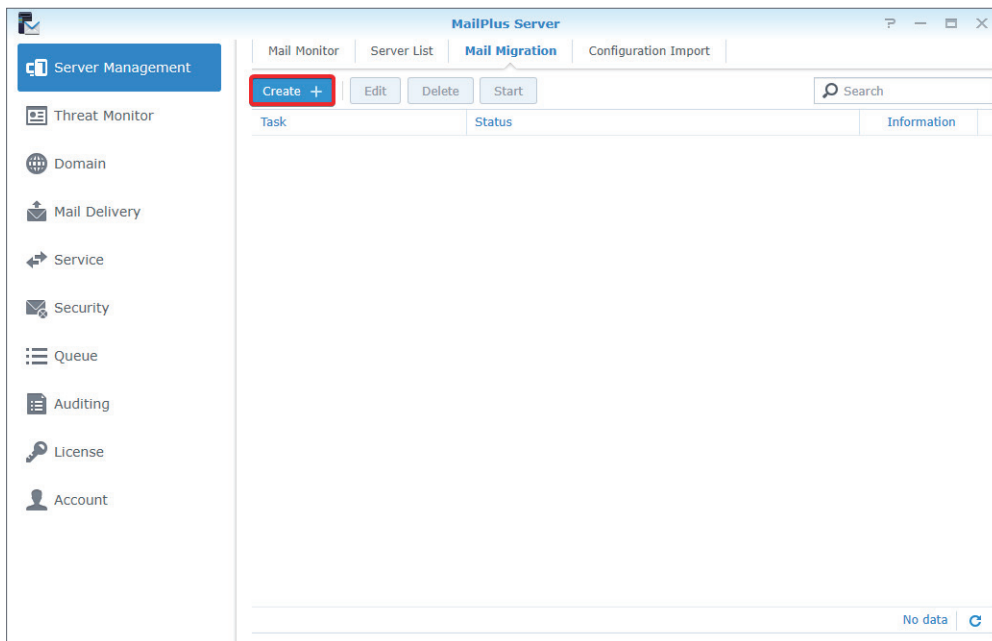 MailPlus Server
Server Management
Threat Monitor
Domain
Mail Delivery
Service
Security
Queue
Auditing
License
Account
Mail Monitor Server List Mail Migration Configuration Import
Create + Edit Delete Start Search
Task Status Information
No data